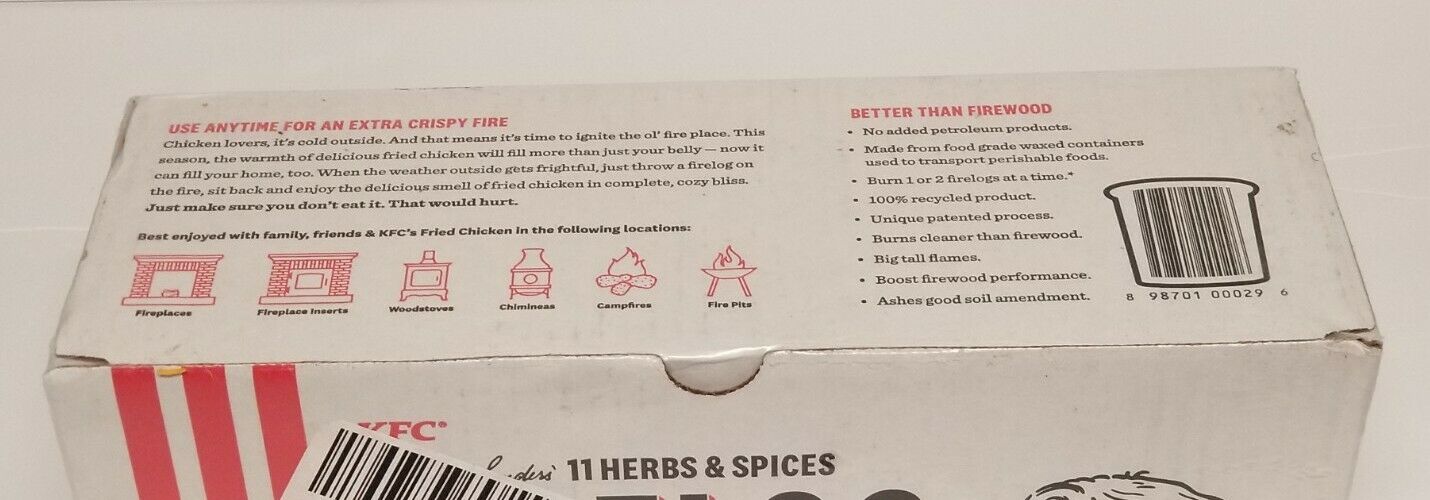 USE ANYTIME FOR AN EXTRA CRISPY FIRE
Chicken lovers, it's cold outside. And that means it's time to ignite the ol' fire place. This
season, the warmth of delicious fried chicken will fill more than just your belly — now it
can fill your home, too. When the weather outside gets frightful, just throw a firelog on
the fire, sit back and enjoy the delicious smell of fried chicken in complete, cozy bliss.
Just make sure you don't eat it. That would hurt.
Best enjoyed with family, friends & KFC's Fried Chicken in the following locations:
Fireplaces
Fireplace Inserts
Woodstoves
Chimineas
Campfires
Fire Pits
BETTER THAN FIREWOOD
• No added petroleum products.
• Made from food grade waxed containers
used to transport perishable foods.
• Burn 1 or 2 firelogs at a time.*
• 100% recycled product.
• Unique patented process.
• Burns cleaner than firewood.
• Big tall flames.
• Boost firewood performance.
• Ashes good soil amendment.
8 98701 00029 6
KFC®
11 HERBS & SPICES